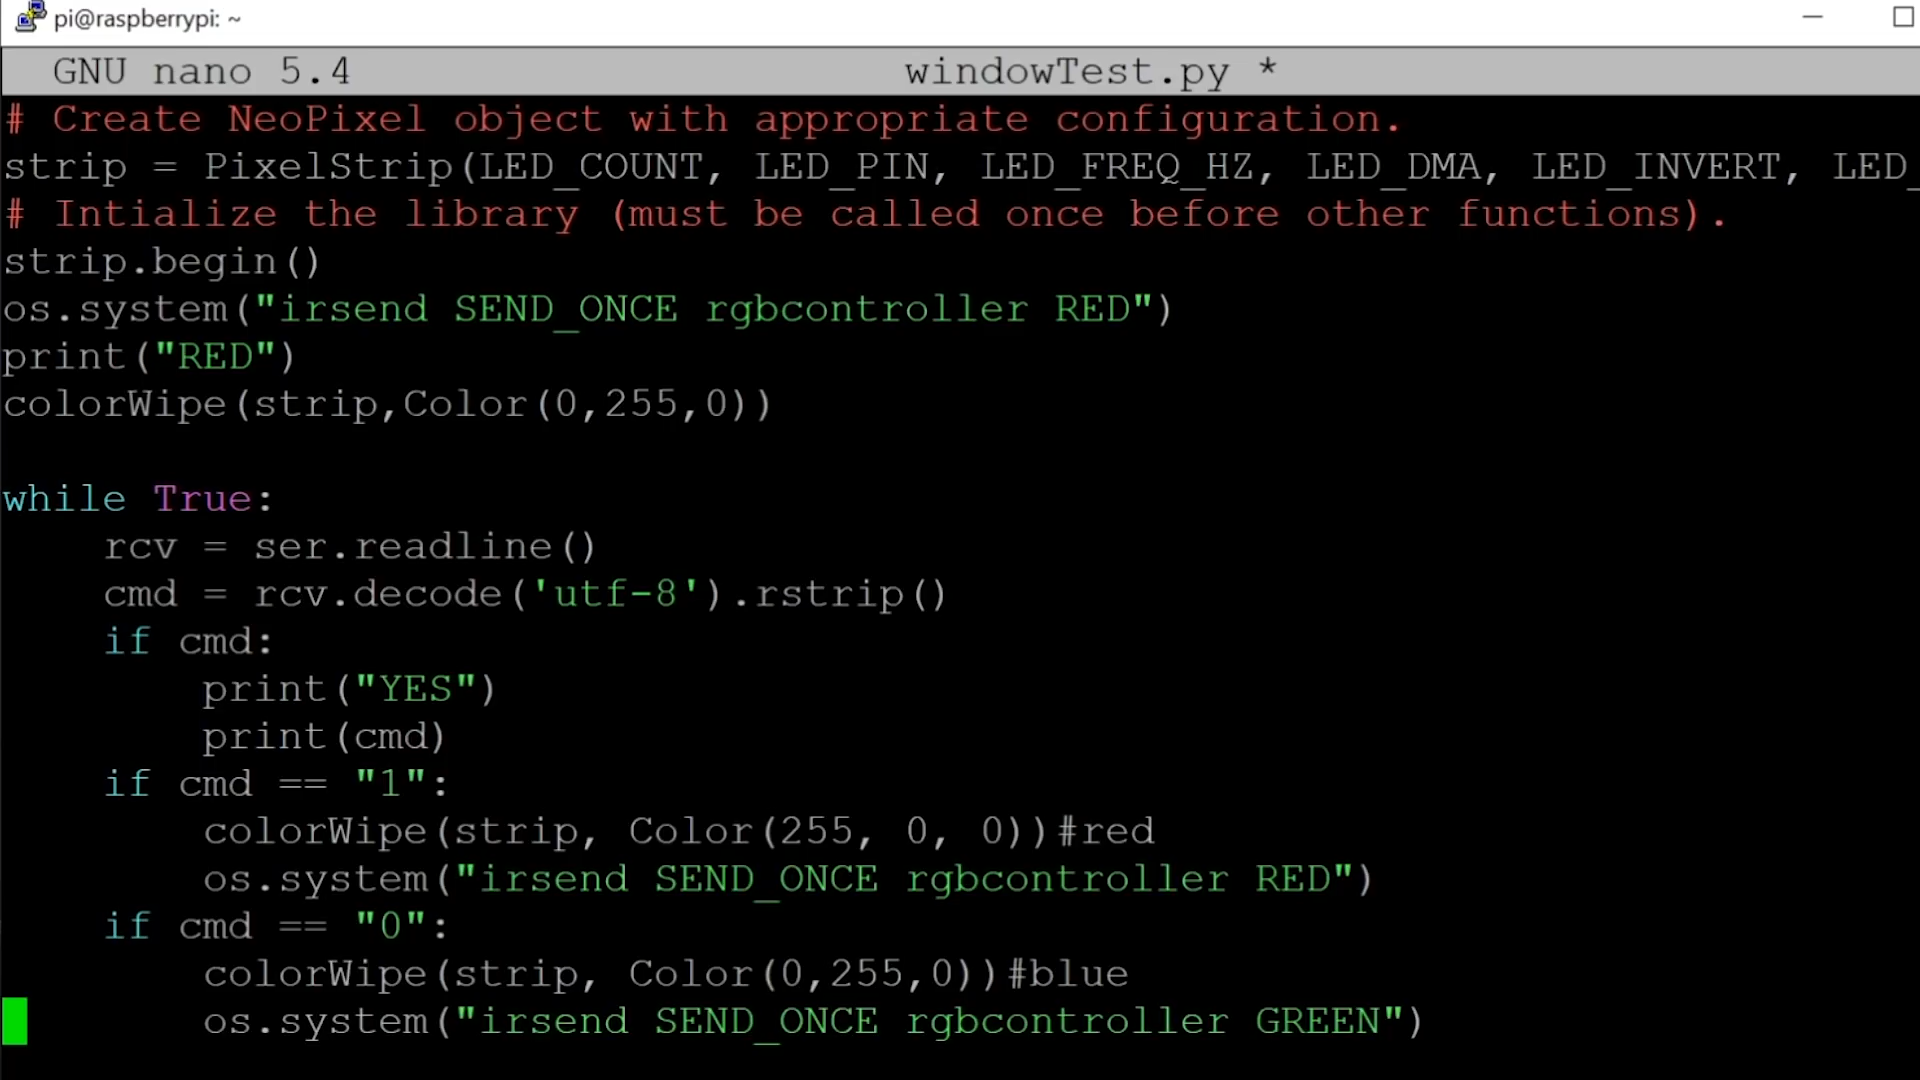 pi@raspberrypi: ~
GNU nano 5.4 windowTest.py *
# Create NeoPixel object with appropriate configuration.
strip = PixelStrip(LED_COUNT, LED_PIN, LED_FREQ_HZ, LED_DMA, LED_INVERT, LED_
# Intialize the library (must be called once before other functions).
strip.begin()
os.system("irsend SEND_ONCE rgbcontroller RED")
print("RED")
colorWipe(strip,Color(0,255,0))
while True:
    rcv = ser.readline()
    cmd = rcv.decode('utf-8').rstrip()
    if cmd:
        print("YES")
        print(cmd)
    if cmd == "1":
        colorWipe(strip, Color(255, 0, 0))#red
        os.system("irsend SEND_ONCE rgbcontroller RED")
    if cmd == "0":
        colorWipe(strip, Color(0,255,0))#blue
        os.system("irsend SEND_ONCE rgbcontroller GREEN")